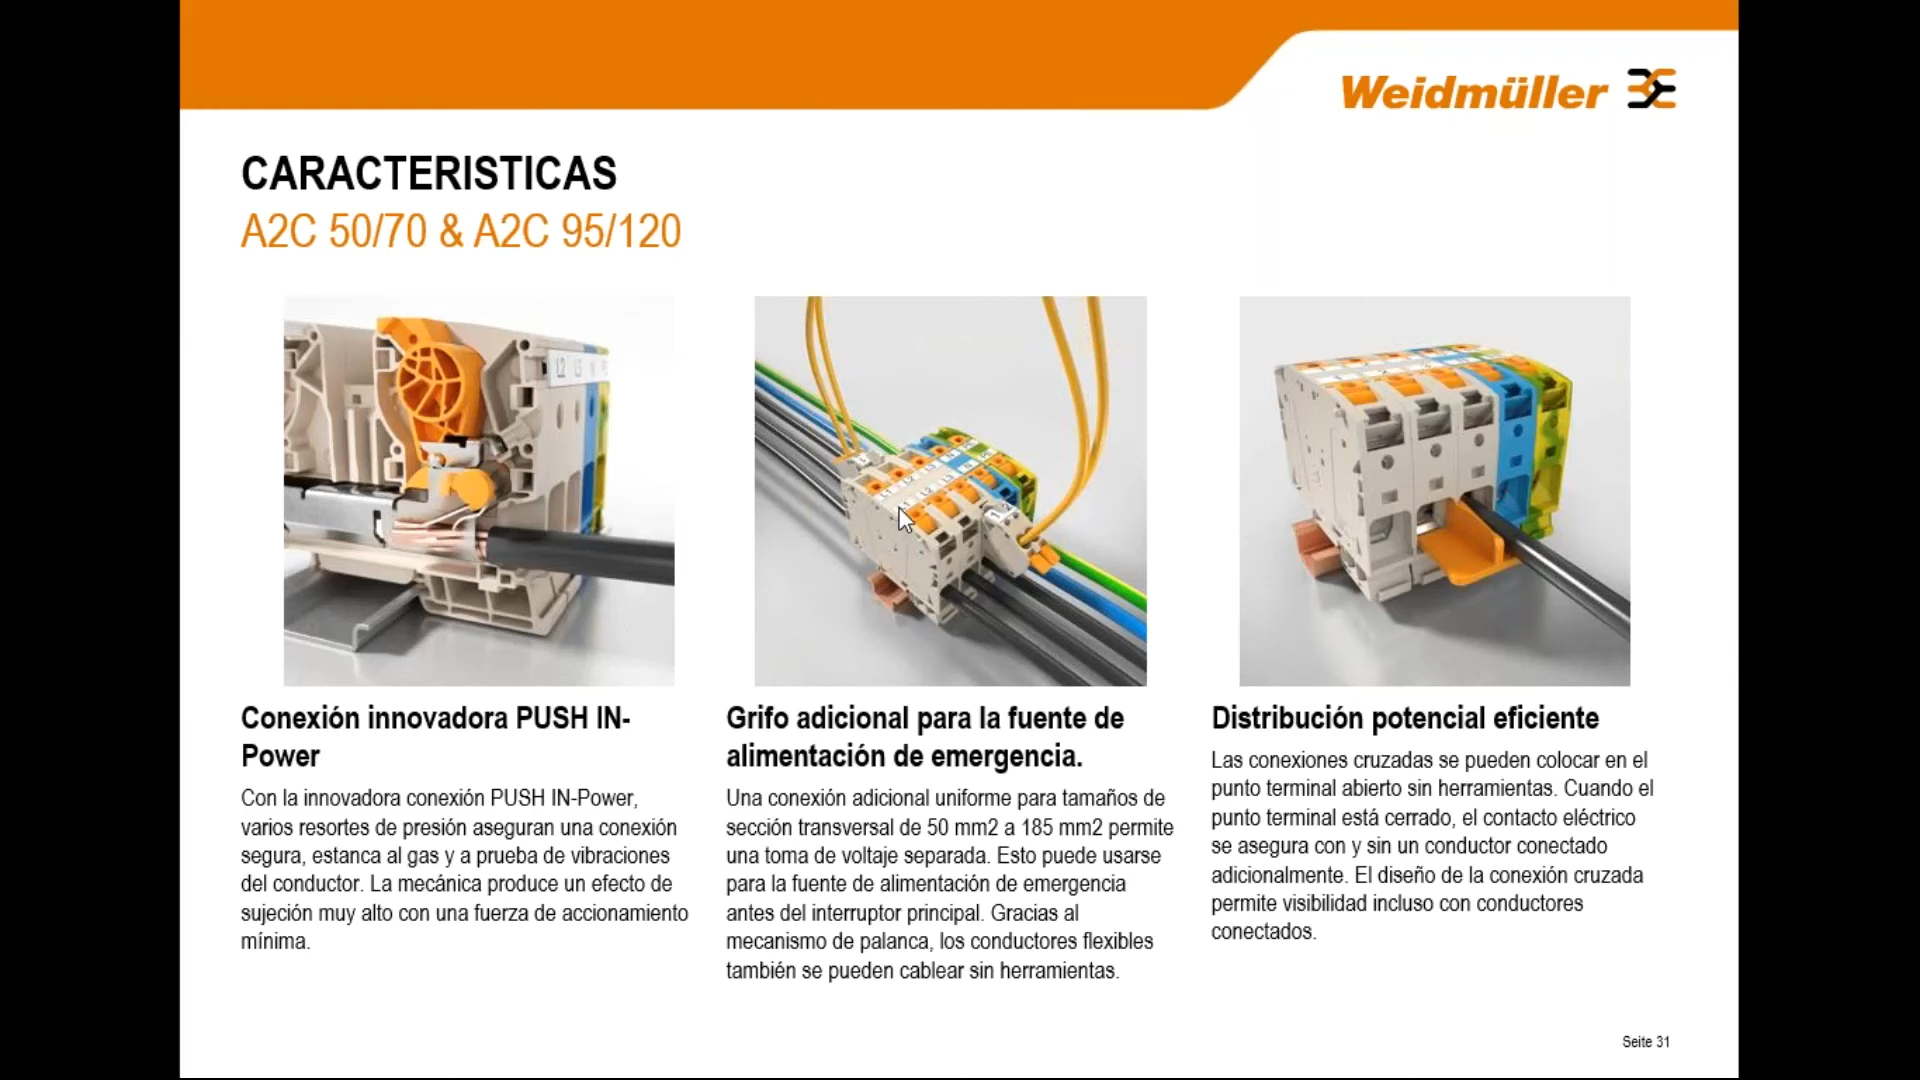 Weidmüller
CARACTERISTICAS
A2C 50/70 & A2C 95/120
L2 L3
Conexión innovadora PUSH IN-
Power
Con la innovadora conexión PUSH IN-Power,
varios resortes de presión aseguran una conexión
segura, estanca al gas y a prueba de vibraciones
del conductor. La mecánica produce un efecto de
sujeción muy alto con una fuerza de accionamiento
mínima.
Grifo adicional para la fuente de
alimentación de emergencia.
Una conexión adicional uniforme para tamaños de
sección transversal de 50 mm2 a 185 mm2 permite
una toma de voltaje separada. Esto puede usarse
para la fuente de alimentación de emergencia
antes del interruptor principal. Gracias al
mecanismo de palanca, los conductores flexibles
también se pueden cablear sin herramientas.
Distribución potencial eficiente
Las conexiones cruzadas se pueden colocar en el
punto terminal abierto sin herramientas. Cuando el
punto terminal está cerrado, el contacto eléctrico
se asegura con y sin un conductor conectado
adicionalmente. El diseño de la conexión cruzada
permite visibilidad incluso con conductores
conectados.
Seite 31